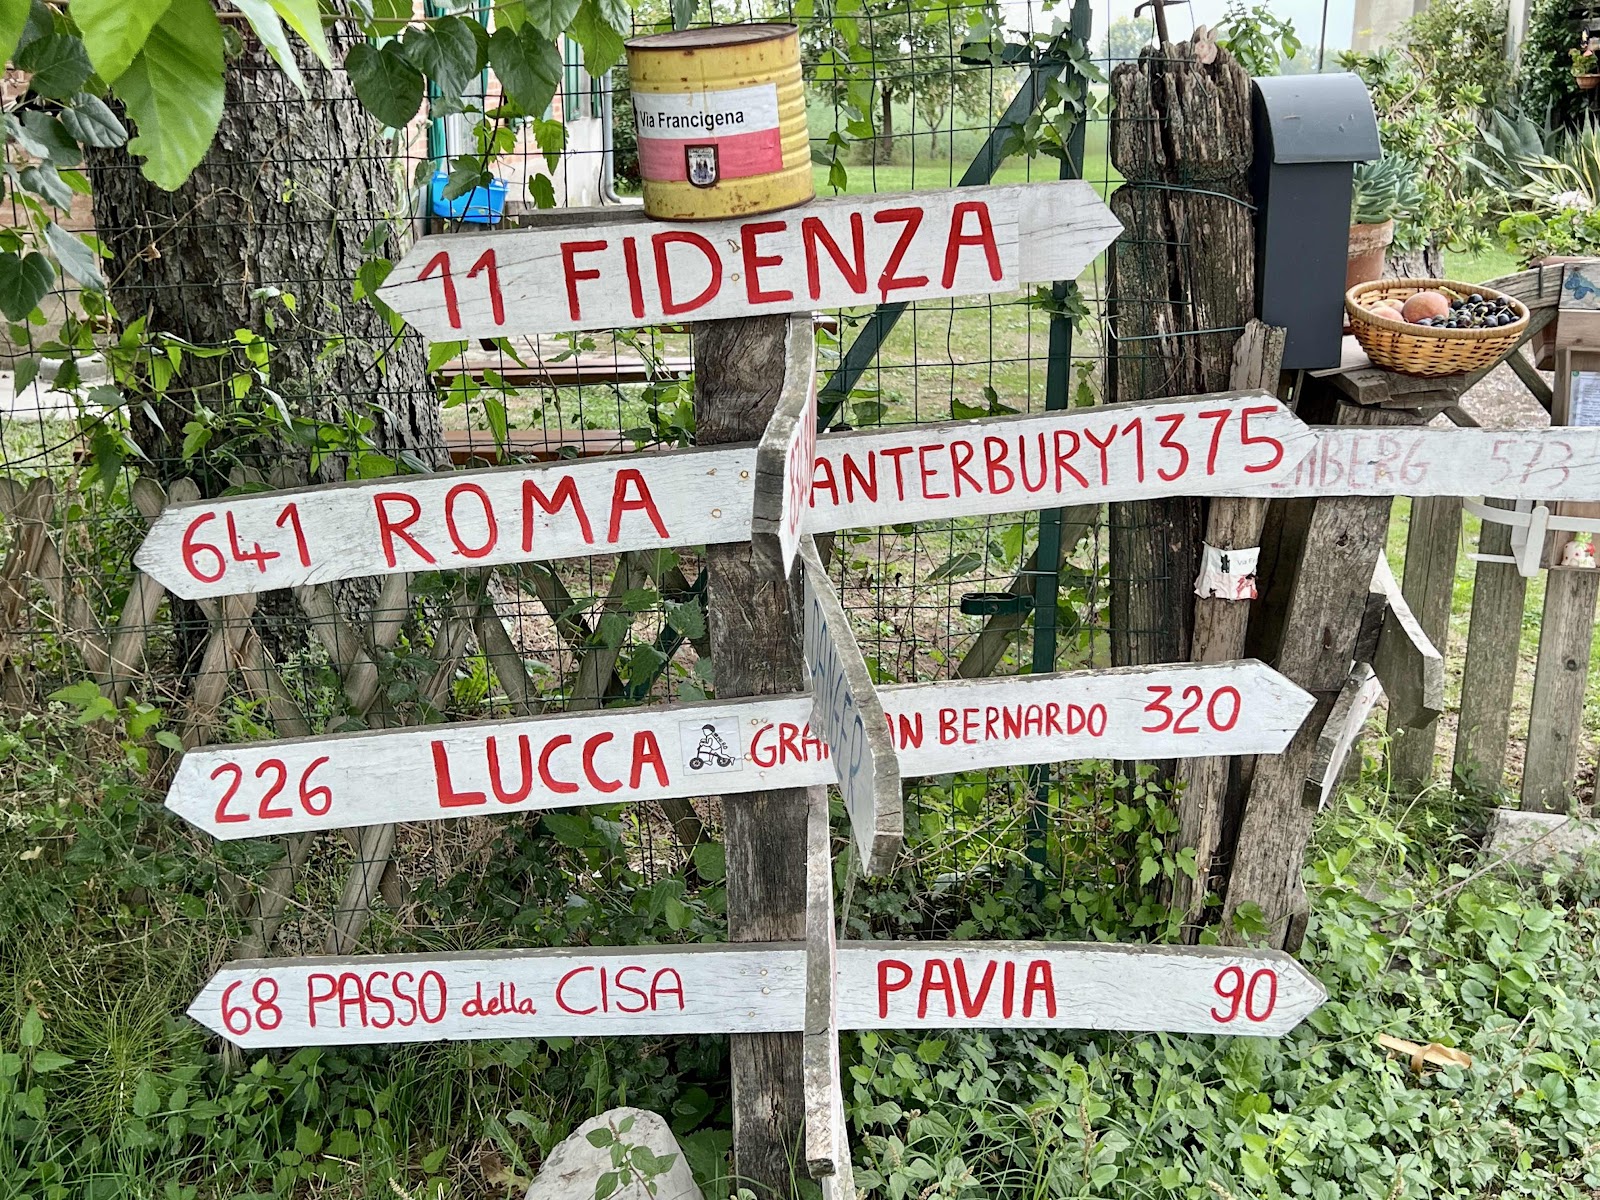 Via Francigena
11 FIDENZA
641 ROMA
ANTERBURY 1375
573
226 LUCCA
GRAN BERNARDO 320
68 PASSO della CISA
PAVIA 90